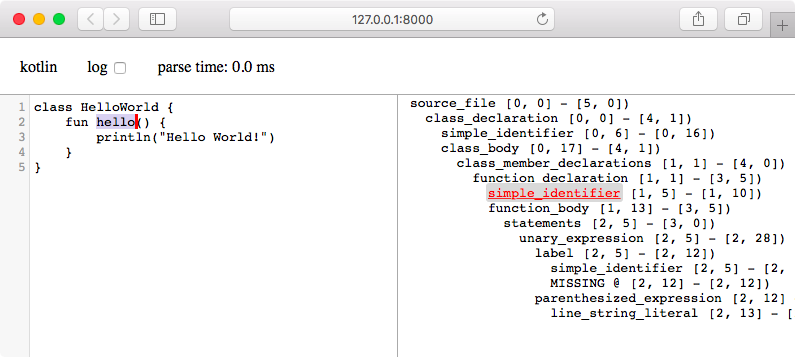 127.0.0.1:8000
kotlin log parse time: 0.0 ms
1 class HelloWorld {
2 fun hello() {
3 println("Hello World!")
4 }
5 }
source_file [0, 0] - [5, 0])
class_declaration [0, 0] - [4, 1])
simple_identifier [0, 6] - [0, 16])
class_body [0, 17] - [4, 1])
class_member_declarations [1, 1] - [4, 0])
function_declaration [1, 1] - [3, 5])
simple_identifier [1, 5] - [1, 10])
function_body [1, 13] - [3, 5])
statements [2, 5] - [3, 0])
unary_expression [2, 5] - [2, 28])
label [2, 5] - [2, 12])
simple_identifier [2, 5] - [2,
MISSING @ [2, 12] - [2, 12])
parenthesized_expression [2, 12]
line_string_literal [2, 13] - [